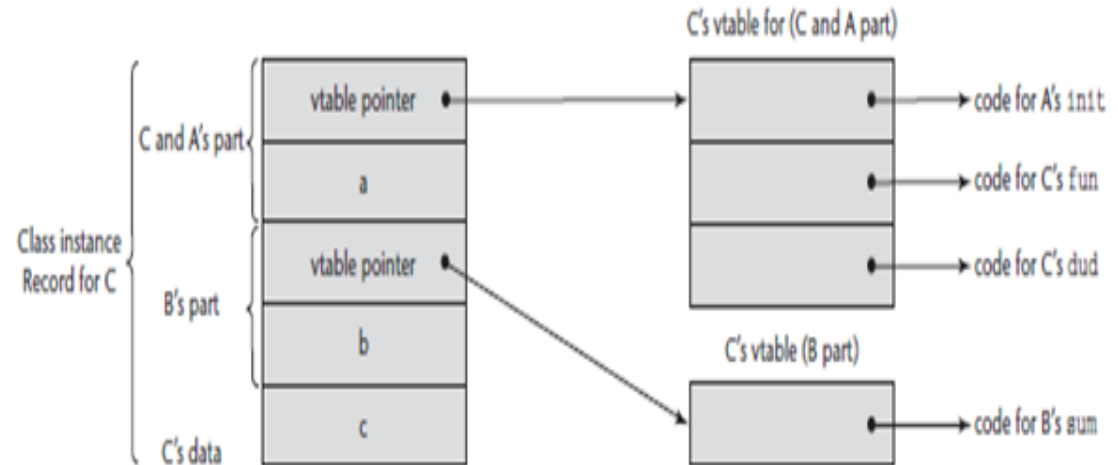 C's vtable for (C and A part)
vtable pointer
code for A's init
C and A's part
a
code for C's fun
Class instance
Record for C
vtable pointer
code for C's dud
B's part
b
C's vtable (B part)
c
code for B's sum
C's data